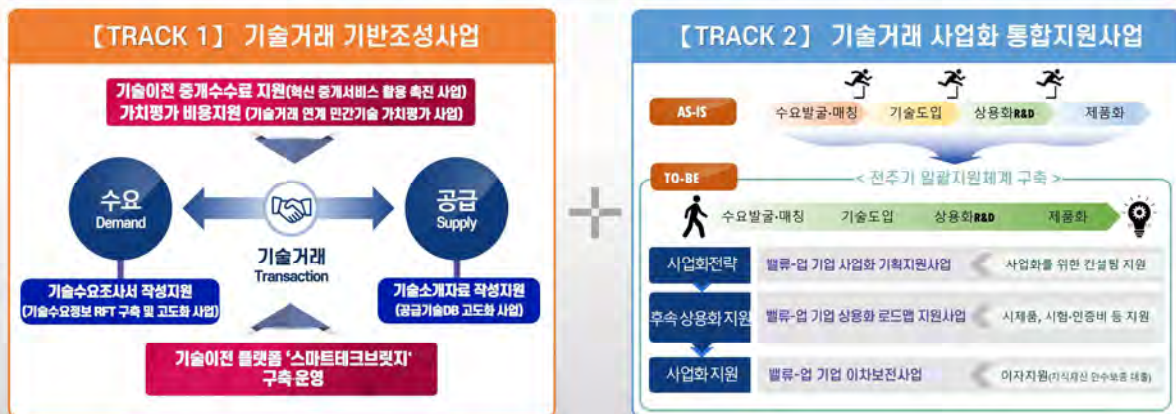 【TRACK 1】 기술거래 기반조성사업
기술이전 중개수수료 지원(혁신 중개서비스 활용 촉진 사업)
가치평가 비용지원 (기술거래 연계 민간기술 가치평가 사업)
수요
Demand
공급
Supply
기술거래
Transaction
기술수요조사서 작성지원
(기술수요정보 RFT 구축 및 고도화 사업)
기술소개자료 작성지원
(공급기술DB 고도화 사업)
기술이전 플랫폼 '스마트테크브릿지'
구축 운영
【TRACK 2】 기술거래 사업화 통합지원사업
AS-IS
수요발굴·매칭 기술도입 상용화R&D 제품화
TO-BE
< 전주기 일괄지원체계 구축 >
수요발굴·매칭 기술도입 상용화R&D 제품화
사업화전략 밸류-업 기업 사업화 기획지원사업 사업화를 위한 컨설팅 지원
후속 상용화 지원 밸류-업 기업 상용화 로드맵 지원사업 시제품, 시험·인증비 등 지원
사업화 지원 밸류-업 기업 이차보전사업 이자지원(지식재산 인수보증 대출)